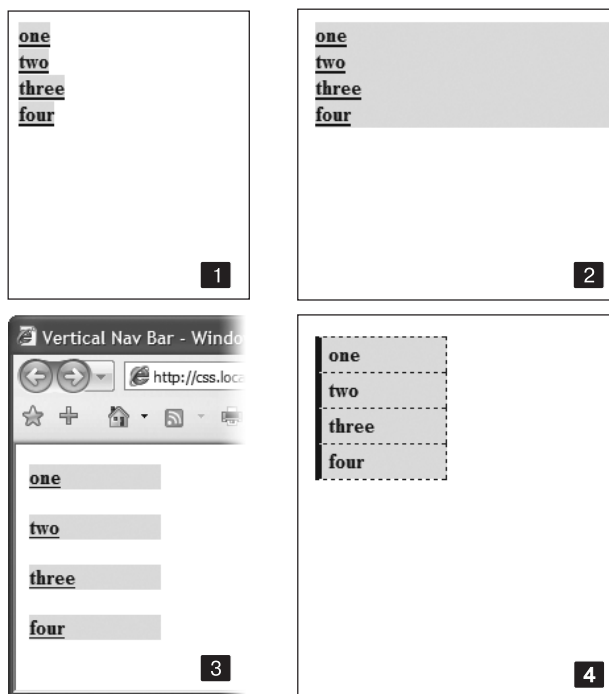 one
two
three
four
1
one
two
three
four
2
Vertical Nav Bar - Windo
http://css.loca
one
two
three
four
3
one
two
three
four
4